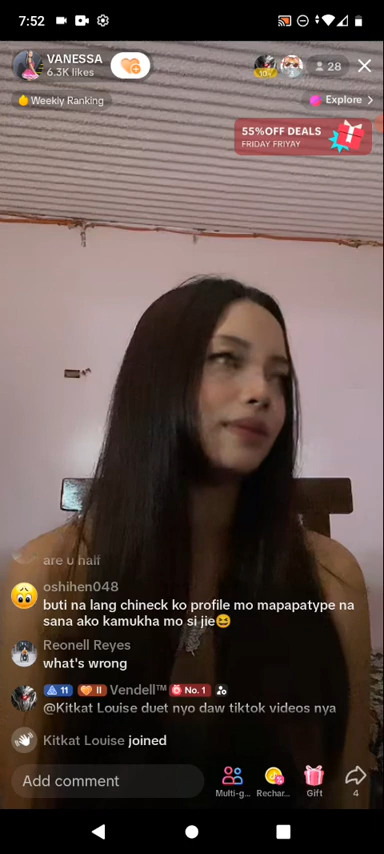 7:52
VANESSA
6.3K likes
28
Weekly Ranking
Explore
55%OFF DEALS
FRIDAY FRIYAY
are u half
oshihen048
buti na lang chineck ko profile mo mapapatype na
sana ako kamukha mo si jie😆
Reonell Reyes
what's wrong
11 II Vendell™ No. 1
@Kitkat Louise duet nyo daw tiktok videos nya
Kitkat Louise joined
Add comment
Multi-g...
Rechar...
Gift
4